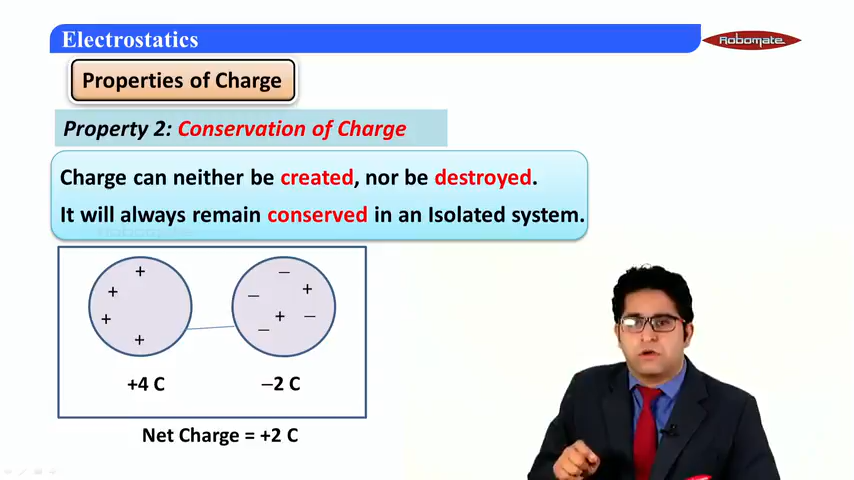 Electrostatics
Robomate
Properties of Charge
Property 2: Conservation of Charge
Charge can neither be created, nor be destroyed.
It will always remain conserved in an Isolated system.
+ + + +
− − + + − −
+4 C −2 C
Net Charge = +2 C